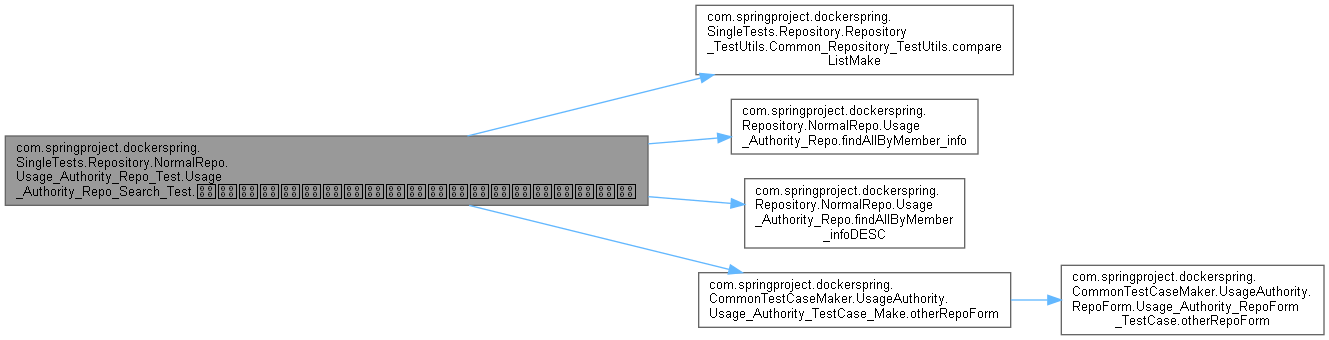 com.springproject.dockerspring.
SingleTests.Repository.Repository
_TestUtils.Common_Repository_TestUtils.compare
ListMake
com.springproject.dockerspring.
Repository.NormalRepo.Usage
_Authority_Repo.findAllByMember_info
com.springproject.dockerspring.
SingleTests.Repository.NormalRepo.
Usage_Authority_Repo_Test.Usage
_Authority_Repo_Search_Test.
com.springproject.dockerspring.
Repository.NormalRepo.Usage
_Authority_Repo.findAllByMember
_infoDESC
com.springproject.dockerspring.
CommonTestCaseMaker.UsageAuthority.
Usage_Authority_TestCase_Make.otherRepoForm
com.springproject.dockerspring.
CommonTestCaseMaker.UsageAuthority.
RepoForm.Usage_Authority_RepoForm
_TestCase.otherRepoForm